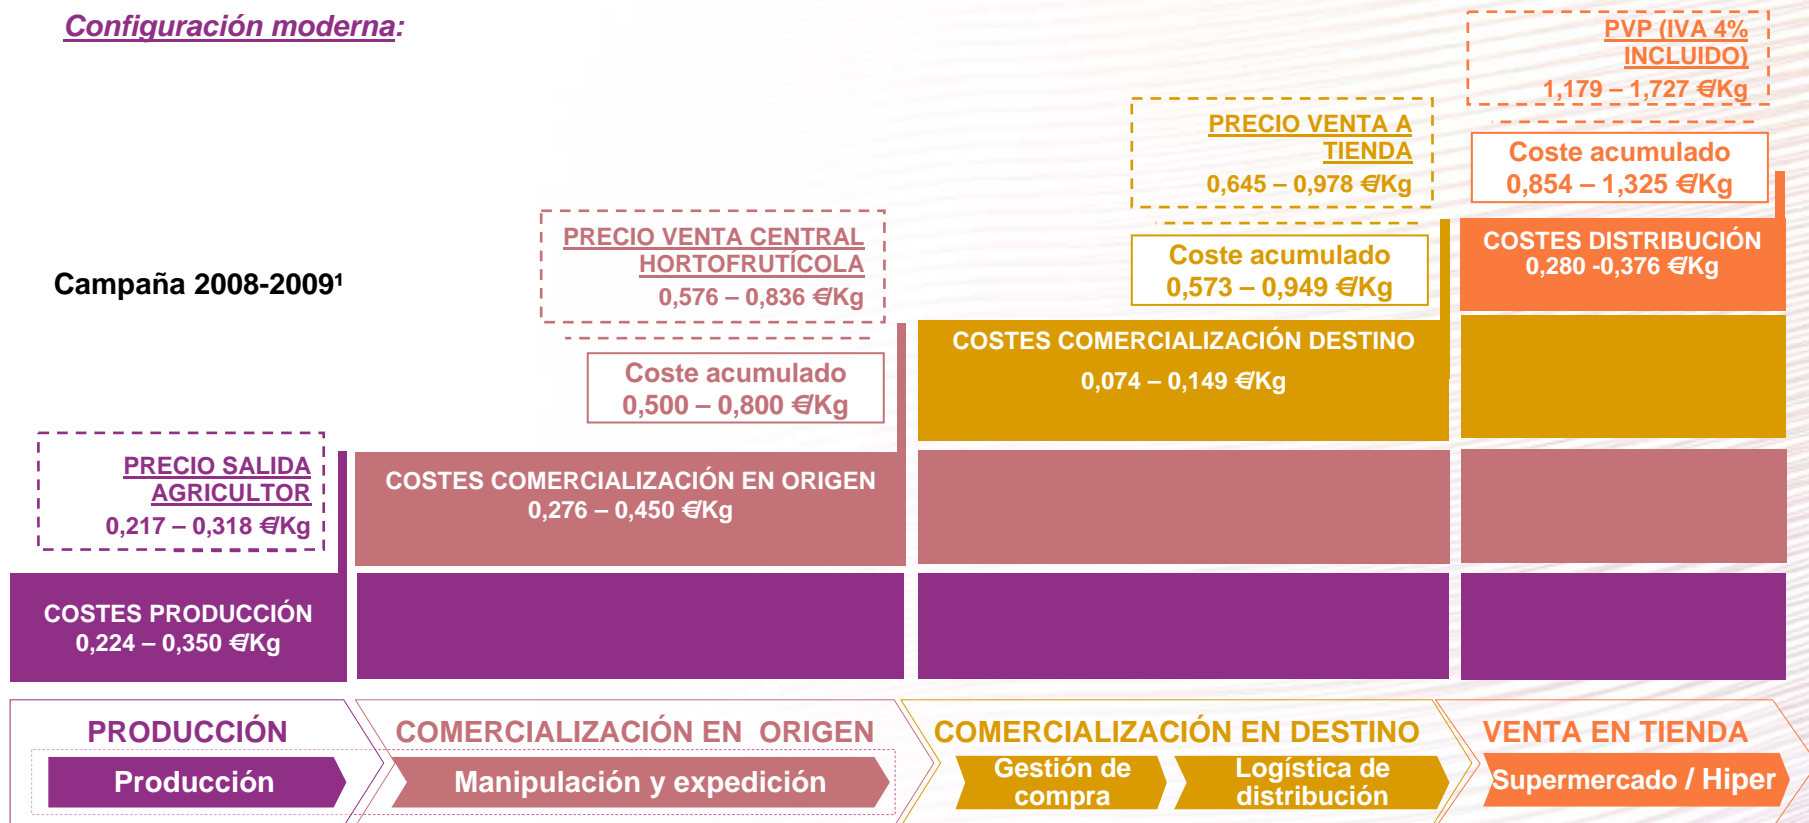 Configuración moderna:
Campaña 2008-2009¹
PRECIO SALIDA
AGRICULTOR
0,217 – 0,318 €/Kg
COSTES PRODUCCIÓN
0,224 – 0,350 €/Kg
PRECIO VENTA CENTRAL
HORTOFRUTÍCOLA
0,576 – 0,836 €/Kg
Coste acumulado
0,500 – 0,800 €/Kg
COSTES COMERCIALIZACIÓN EN ORIGEN
0,276 – 0,450 €/Kg
PRECIO VENTA A
TIENDA
0,645 – 0,978 €/Kg
Coste acumulado
0,573 – 0,949 €/Kg
COSTES COMERCIALIZACIÓN DESTINO
0,074 – 0,149 €/Kg
PVP (IVA 4%
INCLUIDO)
1,179 – 1,727 €/Kg
Coste acumulado
0,854 – 1,325 €/Kg
COSTES DISTRIBUCIÓN
0,280 -0,376 €/Kg
PRODUCCIÓN
Producción
COMERCIALIZACIÓN EN ORIGEN
Manipulación y expedición
COMERCIALIZACIÓN EN DESTINO
Gestión de
compra
Logística de
distribución
VENTA EN TIENDA
Supermercado / Hiper